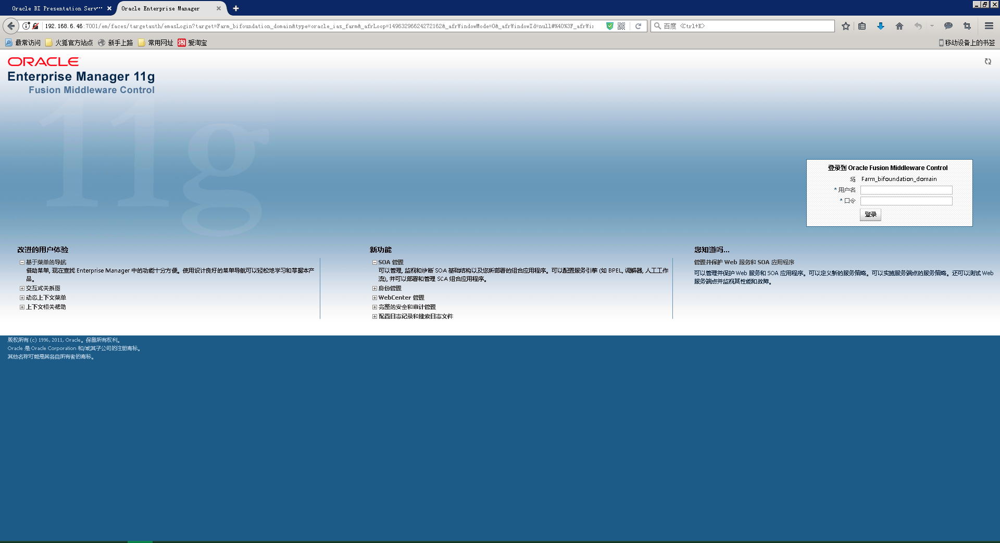 Oracle BI Presentation Serv...
Oracle Enterprise Manager
192.168.6.46:7001/em/faces/targetauth/emasLogin?target=Farm_bifoundation_domain&type=oracle_ias_farm&_afrLoop=14963296624272162&_afrWindowMode=0&_afrWindowId=null#%40%3F_afrWi
百度 <Ctrl+K>
最常访问 火狐官方站点 新手上路 常用网址 淘 爱淘宝
移动设备上的书签
ORACLE
Enterprise Manager 11g
Fusion Middleware Control
11g
登录到 Oracle Fusion Middleware Control
场 Farm_bifoundation_domain
* 用户名
* 口令
登录
改进的用户体验
基于菜单的导航
借助菜单, 现在查找 Enterprise Manager 中的功能十分方便。使用设计良好的菜单导航可以轻松地学习和掌握本产
品。
交互式关系图
动态上下文菜单
上下文相关帮助
新功能
SOA 管理
可以管理, 监视和诊断 SOA 基础结构以及您所部署的组合应用程序。可以配置服务引擎 (如 BPEL, 调解器, 人工工作
流), 并可以部署和管理 SCA 组合应用程序。
身份管理
WebCenter 管理
完整的安全和审计管理
配置日志记录和搜索日志文件
您知道吗...
管理并保护 Web 服务和 SOA 应用程序
可以管理并保护 Web 服务和 SOA 应用程序。可以定义新的服务策略。可以实施服务端点的服务策略。还可以测试 Web
服务端点并监视其性能和故障。
版权所有 (c) 1996, 2011, Oracle。保留所有权利。
Oracle 是 Oracle Corporation 和/或其子公司的注册商标。
其他名称可能是其各自所有者的商标。